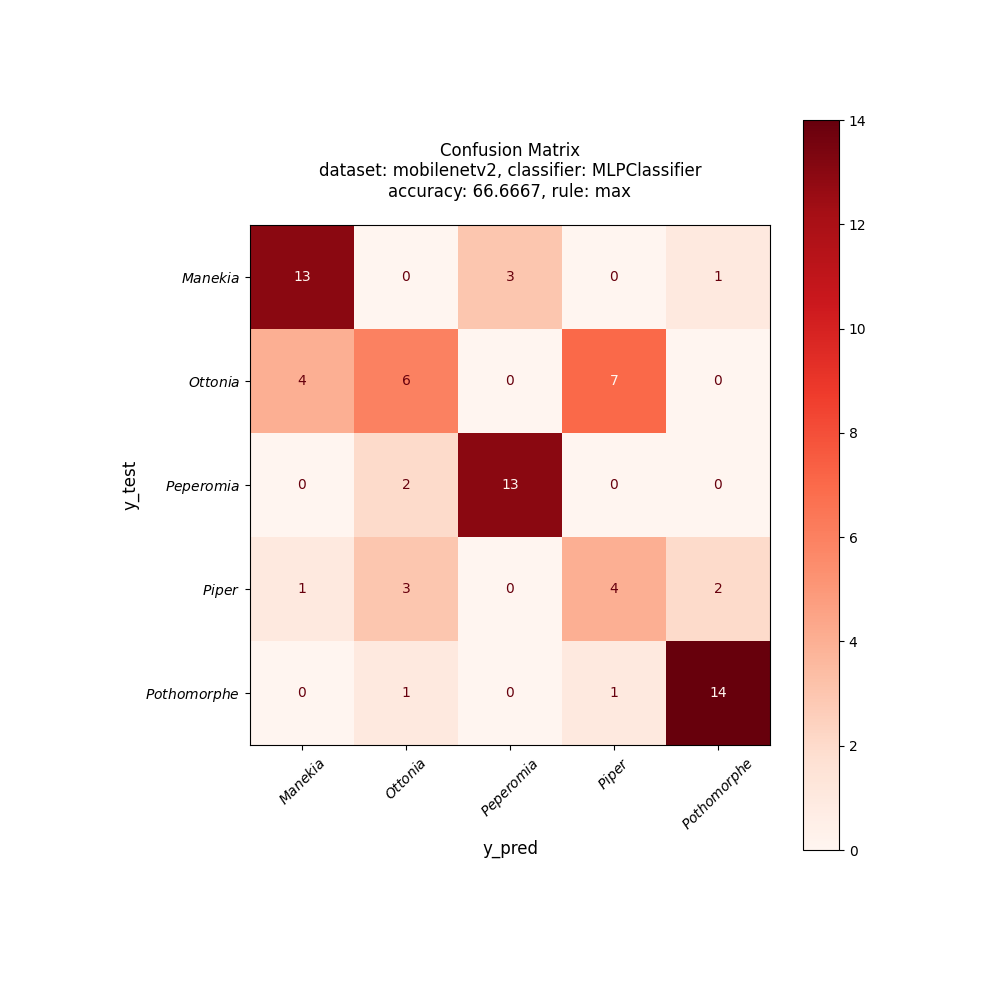 Confusion Matrix
dataset: mobilenetv2, classifier: MLPClassifier
accuracy: 66.6667, rule: max
Manekia 13 0 3 0 1
Ottonia 4 6 0 7 0
Peperomia 0 2 13 0 0
Piper 1 3 0 4 2
Pothomorphe 0 1 0 1 14
Manekia Ottonia Peperomia Piper Pothomorphe
y_pred
y_test
14
12
10
8
6
4
2
0